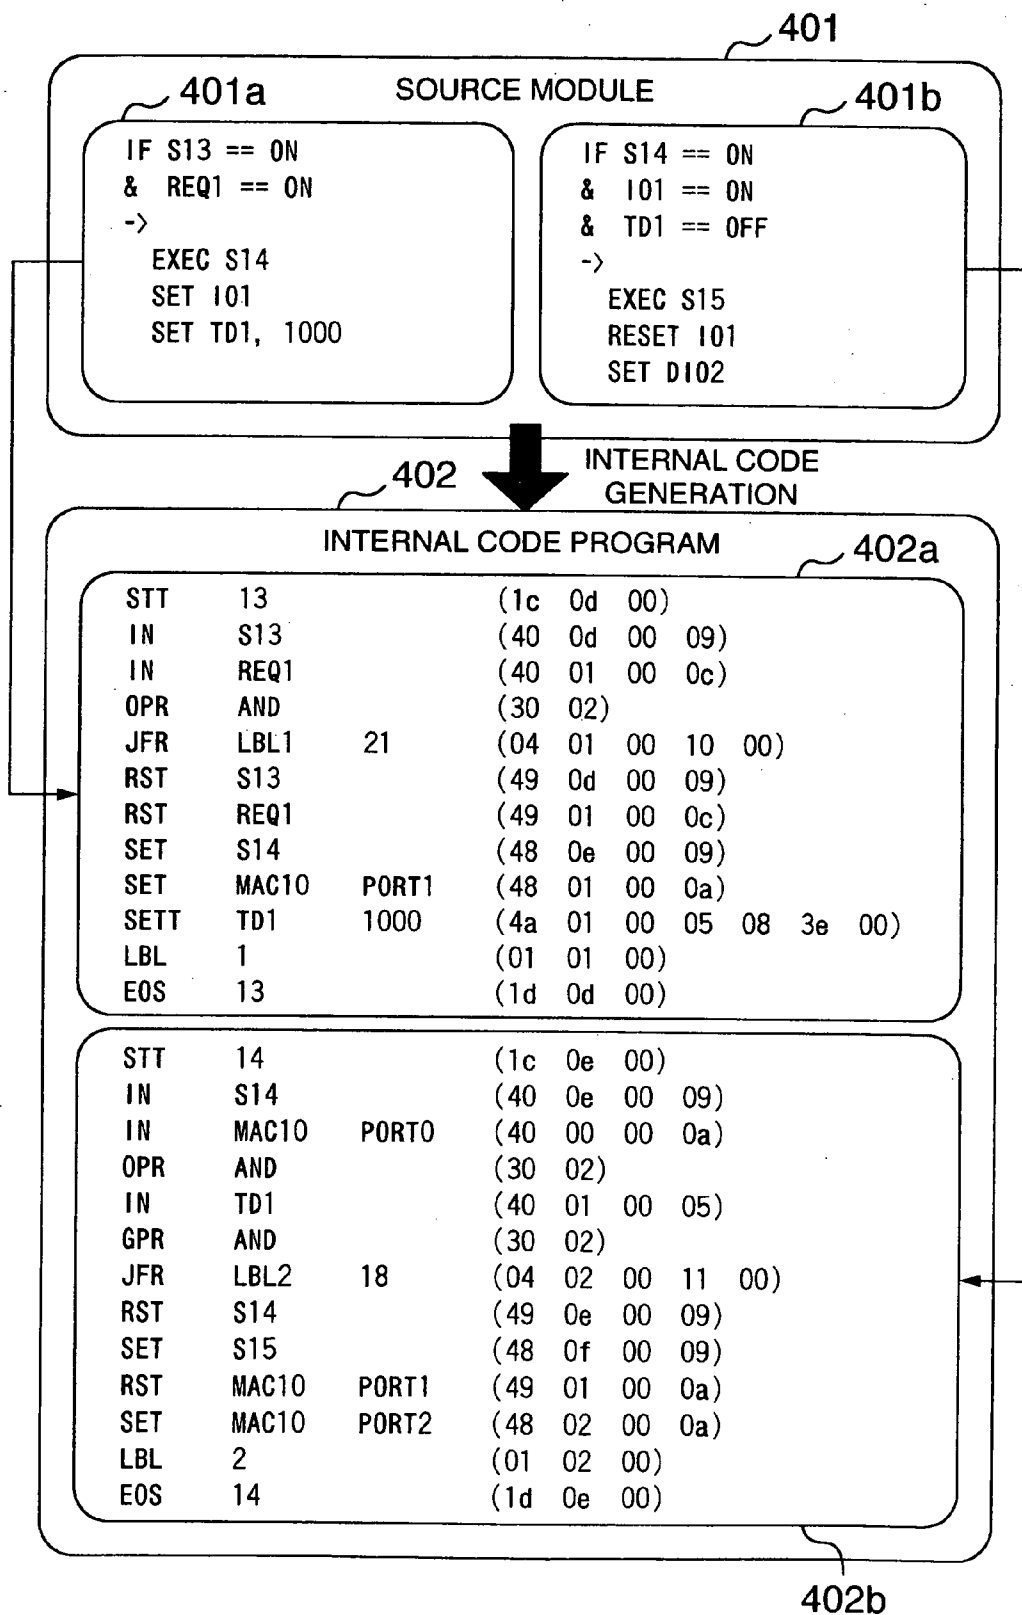 401
SOURCE MODULE
401a
IF S13 == ON
& REQ1 == ON
->
EXEC S14
SET I01
SET TD1, 1000
401b
IF S14 == ON
& I01 == ON
& TD1 == OFF
->
EXEC S15
RESET I01
SET DI02
INTERNAL CODE
GENERATION
402
INTERNAL CODE PROGRAM
402a
STT 13 (1c 0d 00)
IN S13 (40 0d 00 09)
IN REQ1 (40 01 00 0c)
OPR AND (30 02)
JFR LBL1 21 (04 01 00 10 00)
RST S13 (49 0d 00 09)
RST REQ1 (49 01 00 0c)
SET S14 (48 0e 00 09)
SET MAC10 PORT1 (48 01 00 0a)
SETT TD1 1000 (4a 01 00 05 08 3e 00)
LBL 1 (01 01 00)
EOS 13 (1d 0d 00)
STT 14 (1c 0e 00)
IN S14 (40 0e 00 09)
IN MAC10 PORT0 (40 00 00 0a)
OPR AND (30 02)
IN TD1 (40 01 00 05)
GPR AND (30 02)
JFR LBL2 18 (04 02 00 11 00)
RST S14 (49 0e 00 09)
SET S15 (48 0f 00 09)
RST MAC10 PORT1 (49 01 00 0a)
SET MAC10 PORT2 (48 02 00 0a)
LBL 2 (01 02 00)
EOS 14 (1d 0e 00)
402b